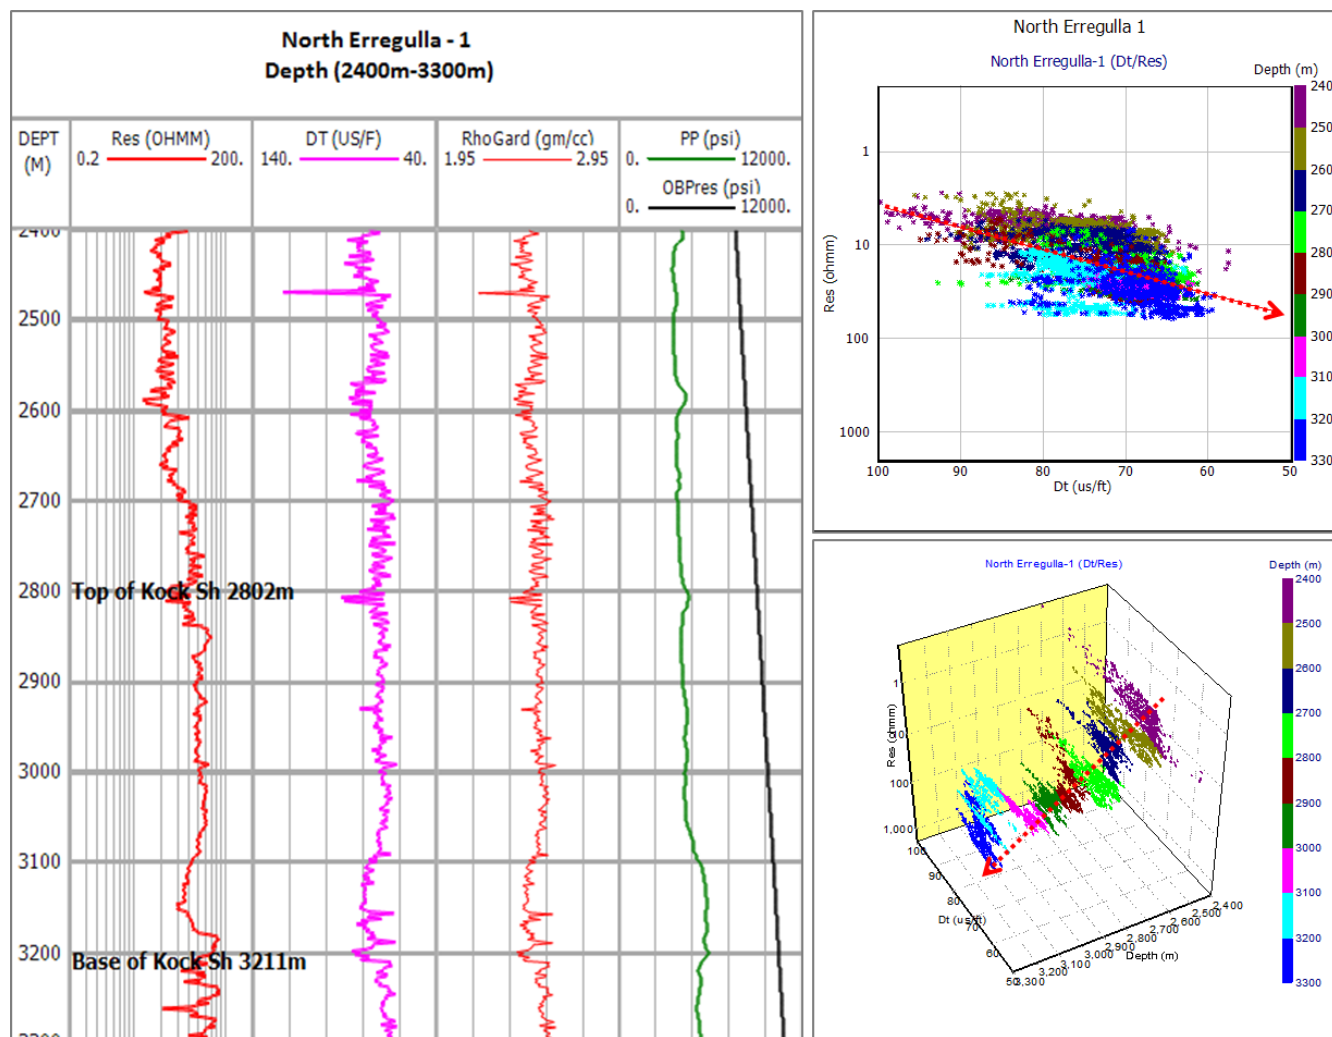 North Erregulla - 1
Depth (2400m-3300m)
DEPT
(M)
Res (OHMM)
0.2 200.
DT (US/F)
140. 40.
RhoGard (gm/cc)
1.95 2.95
PP (psi)
0. 12000.
OBPres (psi)
0. 12000.
2400
2500
2600
2700
Top of Kock Sh 2802m
2800
2900
3000
3100
3200
Base of Kock Sh 3211m
3300
North Erregulla 1
North Erregulla-1 (Dt/Res)
Depth (m)
1
10
100
1000
Res (ohmm)
100 90 80 70 60 50
Dt (us/ft)
240
250
260
270
280
290
300
310
320
330
North Erregulla-1 (Dt/Res)
Depth (m)
2400
2500
2600
2700
2800
2900
3000
3100
3200
3300
Res (ohmm)
1
10
100
1,000
100
90
80
70
60
50
Dt (us/ft)
2,400
2,500
2,600
2,700
2,800
2,900
3,000
3,100
3,200
3,300
Depth (m)